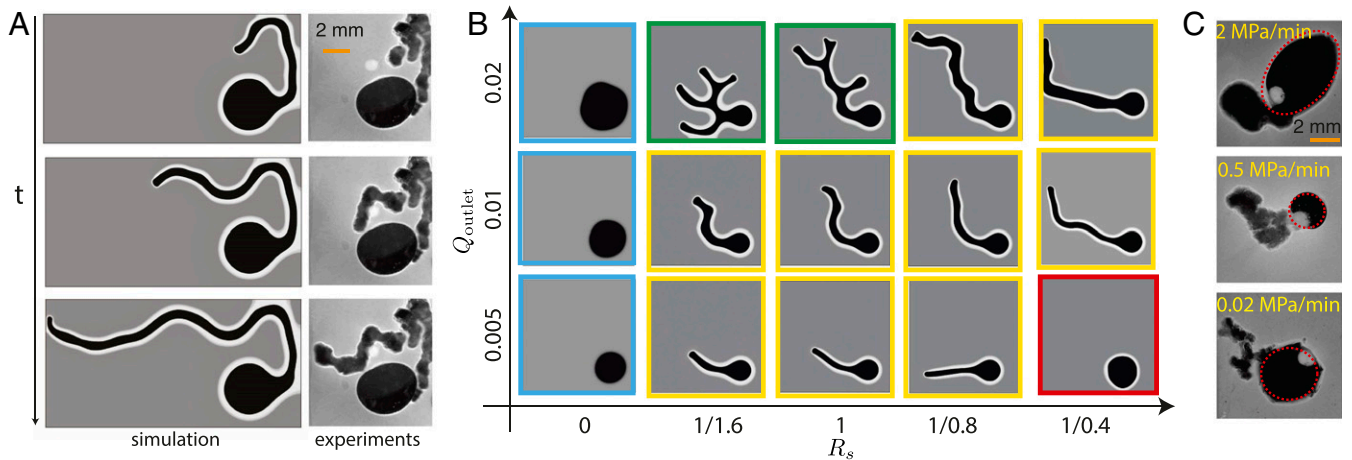 A
2 mm
t
simulation
experiments
B
Q_outlet
0.02
0.01
0.005
0
1/1.6
1
1/0.8
1/0.4
R_s
C
2 MPa/min
2 mm
0.5 MPa/min
0.02 MPa/min